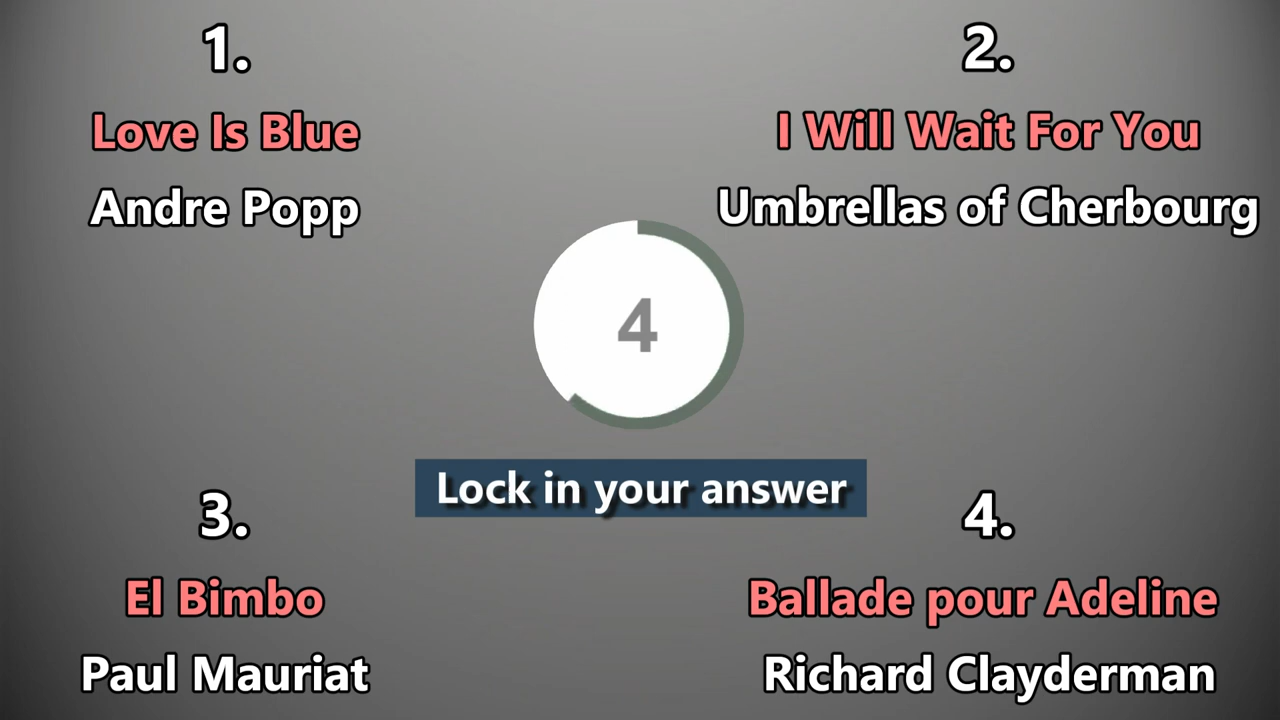 1.
Love Is Blue
Andre Popp
2.
I Will Wait For You
Umbrellas of Cherbourg
4
Lock in your answer
3.
El Bimbo
Paul Mauriat
4.
Ballade pour Adeline
Richard Clayderman